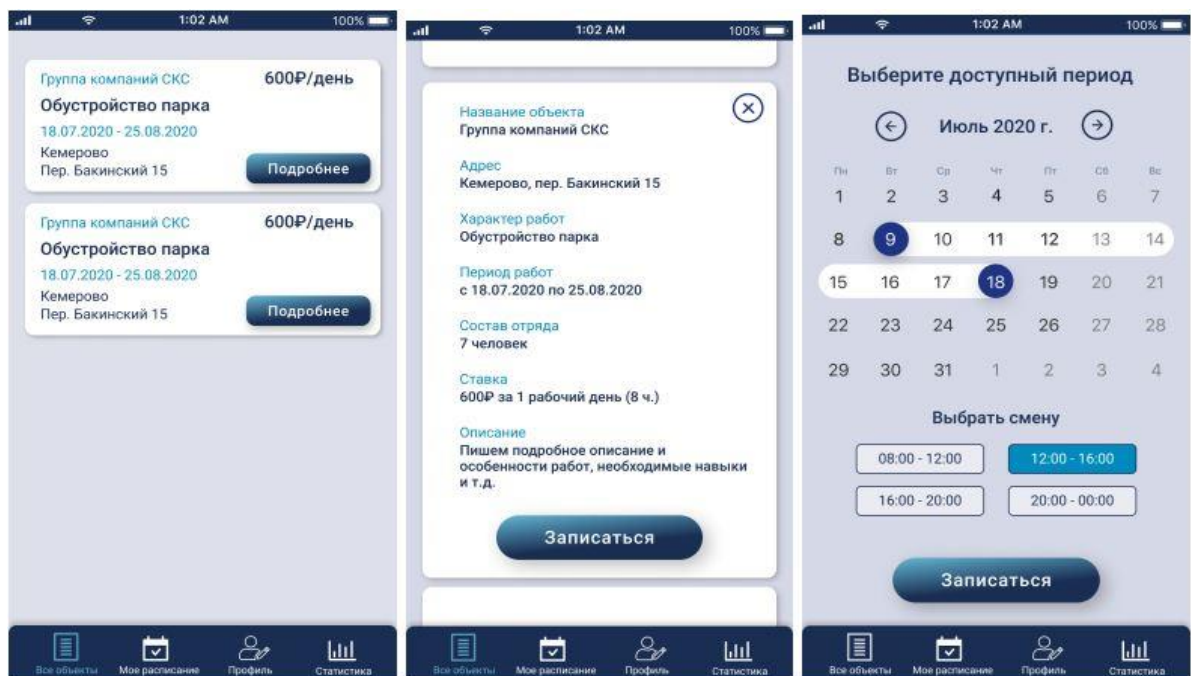 1:02 AM
100%
Группа компаний СКС
600₽/день
Обустройство парка
18.07.2020 - 25.08.2020
Кемерово
Пер. Бакинский 15
Подробнее
Группа компаний СКС
600₽/день
Обустройство парка
18.07.2020 - 25.08.2020
Кемерово
Пер. Бакинский 15
Подробнее
Все объекты
Мое расписание
Профиль
Статистика
1:02 AM
100%
Название объекта
Группа компаний СКС
Адрес
Кемерово, пер. Бакинский 15
Характер работ
Обустройство парка
Период работ
с 18.07.2020 по 25.08.2020
Состав отряда
7 человек
Ставка
600₽ за 1 рабочий день (8 ч.)
Описание
Пишем подробное описание и
особенности работ, необходимые навыки
и т.д.
Записаться
Все объекты
Мое расписание
Профиль
Статистика
1:02 AM
100%
Выберите доступный период
Июль 2020 г.
Пн Вт Ср Чт Пт Сб Вс
1 2 3 4 5 6 7
8 9 10 11 12 13 14
15 16 17 18 19 20 21
22 23 24 25 26 27 28
29 30 31 1 2 3 4
Выбрать смену
08:00 - 12:00
12:00 - 16:00
16:00 - 20:00
20:00 - 00:00
Записаться
Все объекты
Мое расписание
Профиль
Статистика